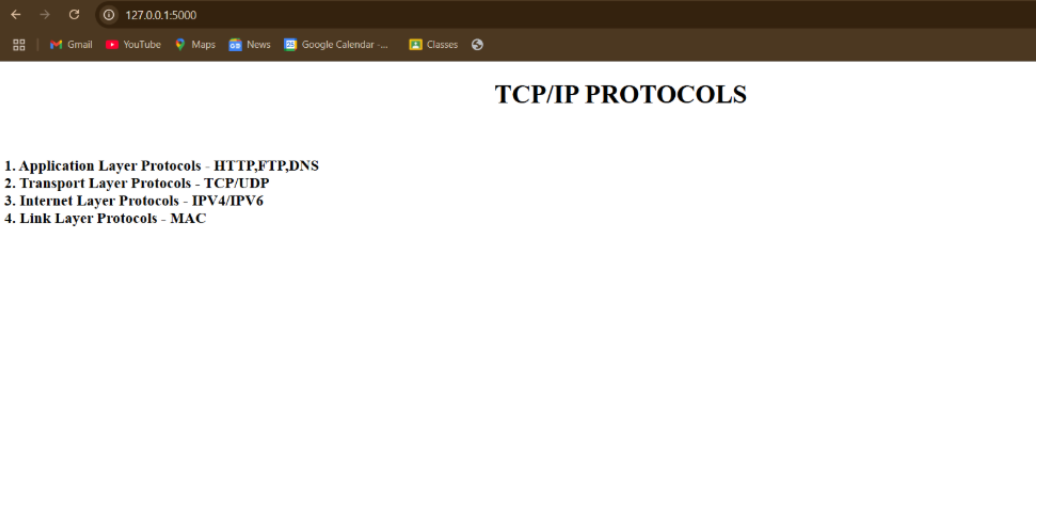 127.0.0.1:5000
Gmail YouTube Maps News Google Calendar -... Classes
TCP/IP PROTOCOLS
1. Application Layer Protocols - HTTP,FTP,DNS
2. Transport Layer Protocols - TCP/UDP
3. Internet Layer Protocols - IPV4/IPV6
4. Link Layer Protocols - MAC